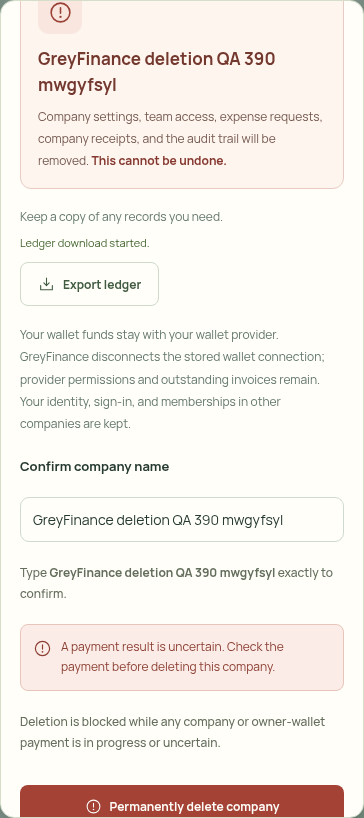 GreyFinance deletion QA 390
mwgyfsyl
Company settings, team access, expense requests,
company receipts, and the audit trail will be
removed. This cannot be undone.
Keep a copy of any records you need.
Ledger download started.
Export ledger
Your wallet funds stay with your wallet provider.
GreyFinance disconnects the stored wallet connection;
provider permissions and outstanding invoices remain.
Your identity, sign-in, and memberships in other
companies are kept.
Confirm company name
GreyFinance deletion QA 390 mwgyfsyl
Type GreyFinance deletion QA 390 mwgyfsyl exactly to
confirm.
A payment result is uncertain. Check the
payment before deleting this company.
Deletion is blocked while any company or owner-wallet
payment is in progress or uncertain.
Permanently delete company